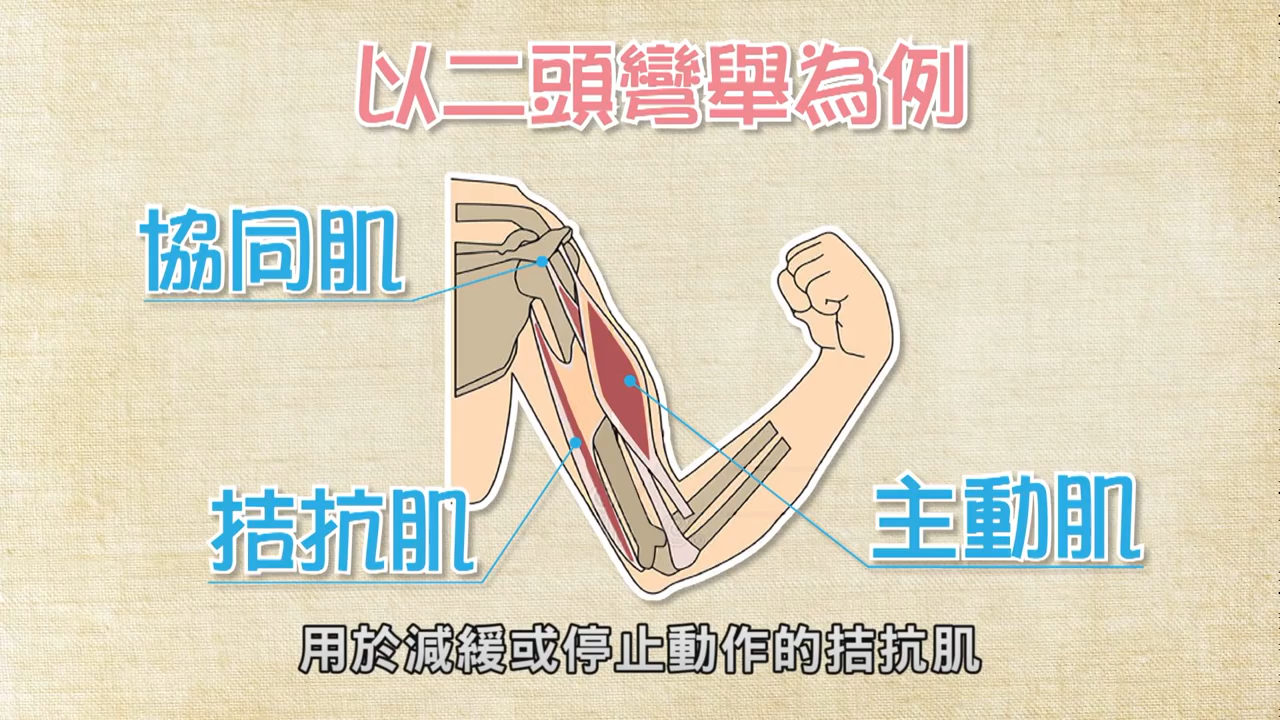 以二頭彎舉為例
協同肌
拮抗肌
主動肌
用於減緩或停止動作的拮抗肌